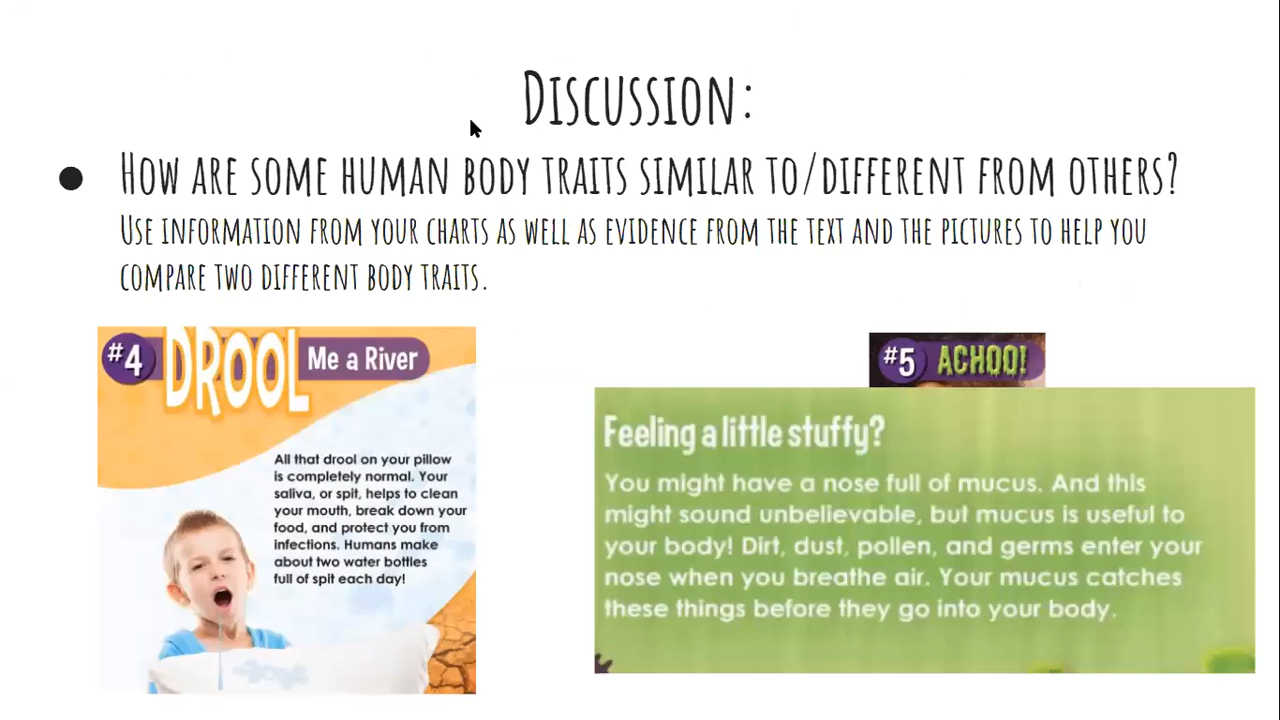 Discussion:
● How are some human body traits similar to/different from others?
Use information from your charts as well as evidence from the text and the pictures to help you
compare two different body traits.
#4 DROOL Me a River
All that drool on your pillow
is completely normal. Your
saliva, or spit, helps to clean
your mouth, break down your
food, and protect you from
infections. Humans make
about two water bottles
full of spit each day!
#5 ACHOO!
Feeling a little stuffy?
You might have a nose full of mucus. And this
might sound unbelievable, but mucus is useful to
your body! Dirt, dust, pollen, and germs enter your
nose when you breathe air. Your mucus catches
these things before they go into your body.